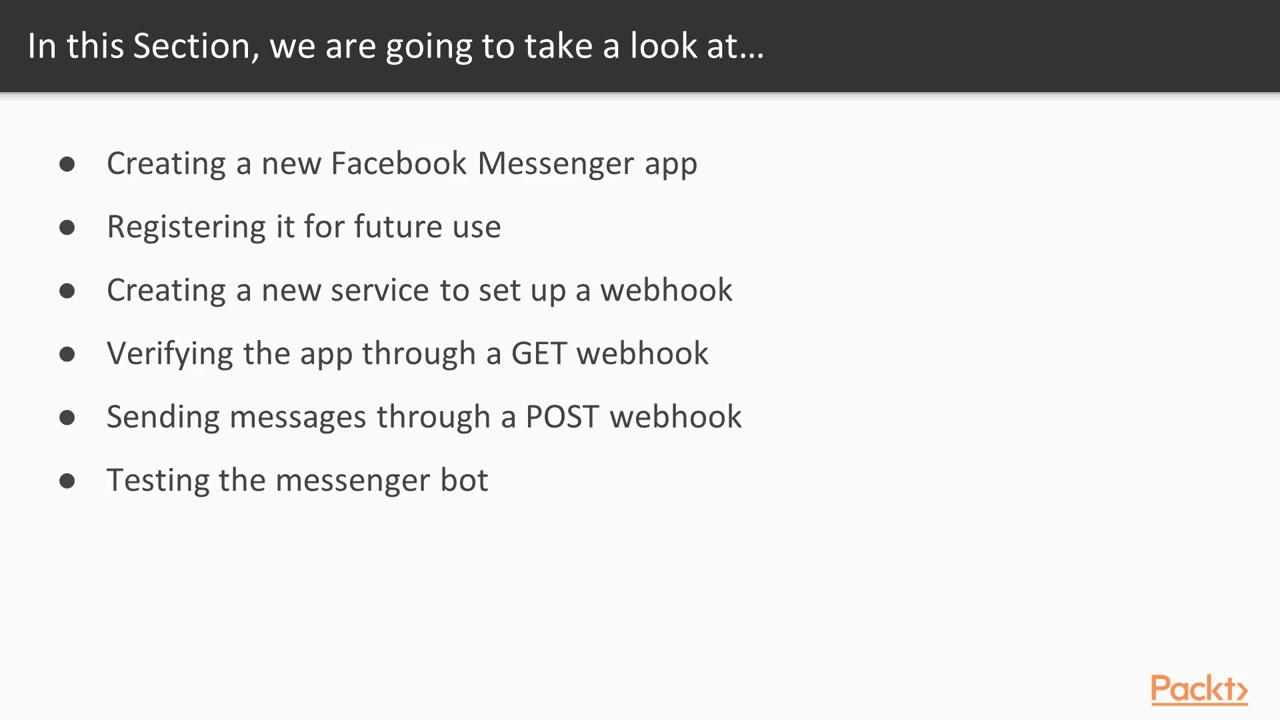 In this Section, we are going to take a look at...
● Creating a new Facebook Messenger app
● Registering it for future use
● Creating a new service to set up a webhook
● Verifying the app through a GET webhook
● Sending messages through a POST webhook
● Testing the messenger bot
Packt>